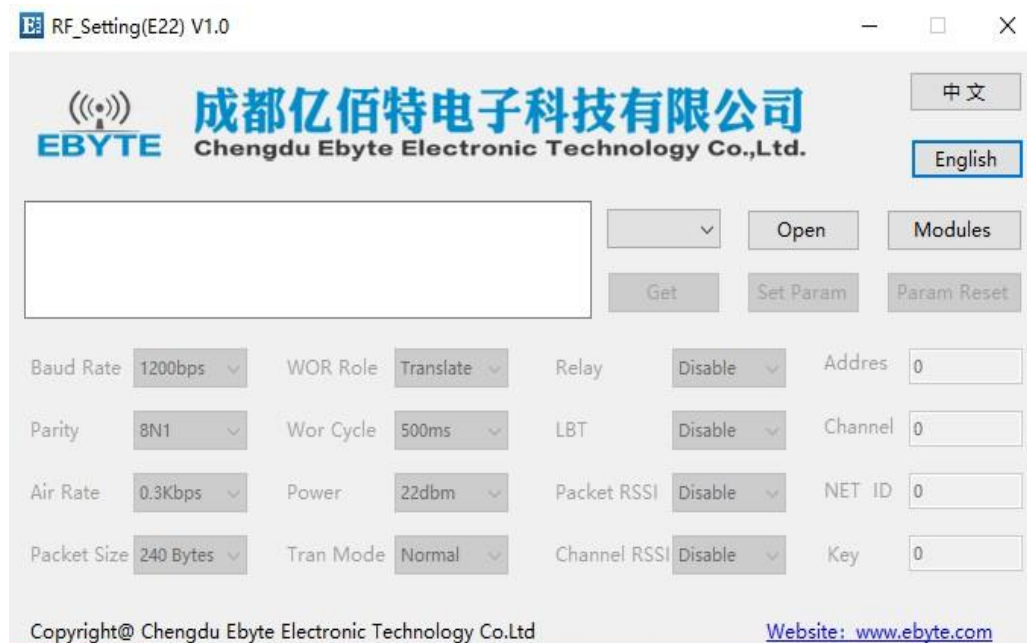 RF_Setting(E22) V1.0
EBYTE
成都亿佰特电子科技有限公司
Chengdu Ebyte Electronic Technology Co.,Ltd.
中文
English
Open
Modules
Get
Set Param
Param Reset
Baud Rate 1200bps WOR Role Translate Relay Disable Addres 0
Parity 8N1 Wor Cycle 500ms LBT Disable Channel 0
Air Rate 0.3Kbps Power 22dbm Packet RSSI Disable NET ID 0
Packet Size 240 Bytes Tran Mode Normal Channel RSSI Disable Key 0
Copyright@ Chengdu Ebyte Electronic Technology Co.Ltd Website: www.ebyte.com